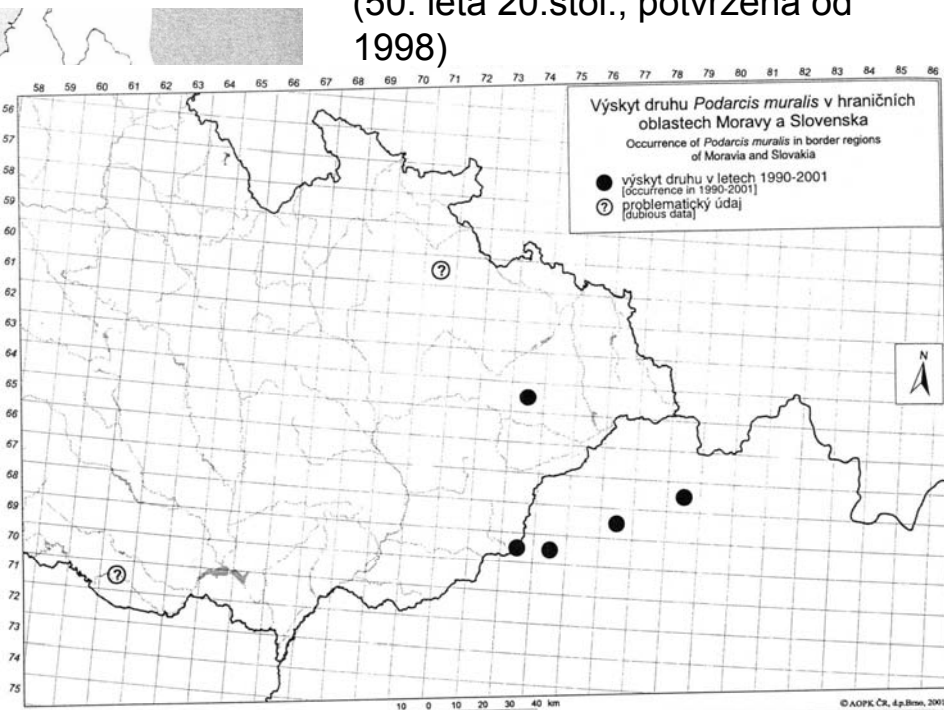 (50. léta 20.stol., potvrzena od
1998)
58 59 60 61 62 63 64 65 66 67 68 69 70 71 72 73 74 75 76 77 78 79 80 81 82 83 84 85 86
Výskyt druhu Podarcis muralis v hraničních
oblastech Moravy a Slovenska
Occurrence of Podarcis muralis in border regions
of Moravia and Slovakia
výskyt druhu v letech 1990-2001
[occurrence in 1990-2001]
? problematický údaj
[dubious data]
56
57
58
59
60
61
62
63
64
65
66
67
68
69
70
71
72
73
74
75
?
N
?
10 0 10 20 30 40 km
© AOPK ČR, d.p.Brno, 2001